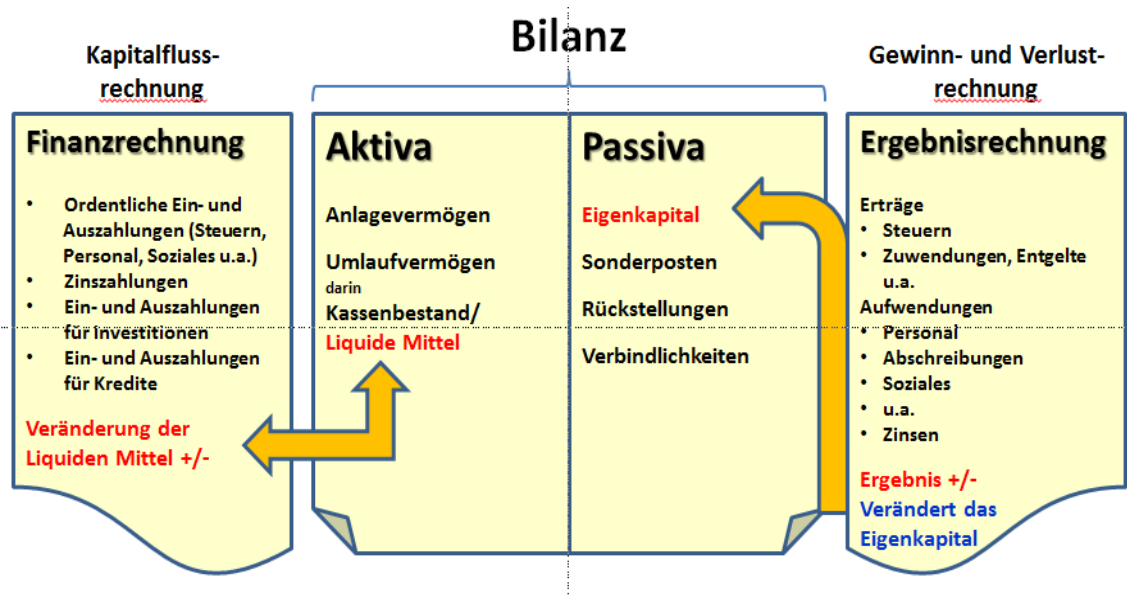 Bilanz
Kapitalfluss-
rechnung
Finanzrechnung
• Ordentliche Ein- und
Auszahlungen (Steuern,
Personal, Soziales u.a.)
• Zinszahlungen
• Ein- und Auszahlungen
für Investitionen
• Ein- und Auszahlungen
für Kredite
Veränderung der
Liquiden Mittel +/-
Aktiva
Anlagevermögen
Umlaufvermögen
darin
Kassenbestand/
Liquide Mittel
Passiva
Eigenkapital
Sonderposten
Rückstellungen
Verbindlichkeiten
Gewinn- und Verlust-
rechnung
Ergebnisrechnung
Erträge
• Steuern
• Zuwendungen, Entgelte
u.a.
Aufwendungen
• Personal
• Abschreibungen
• Soziales
• u.a.
• Zinsen
Ergebnis +/-
Verändert das
Eigenkapital